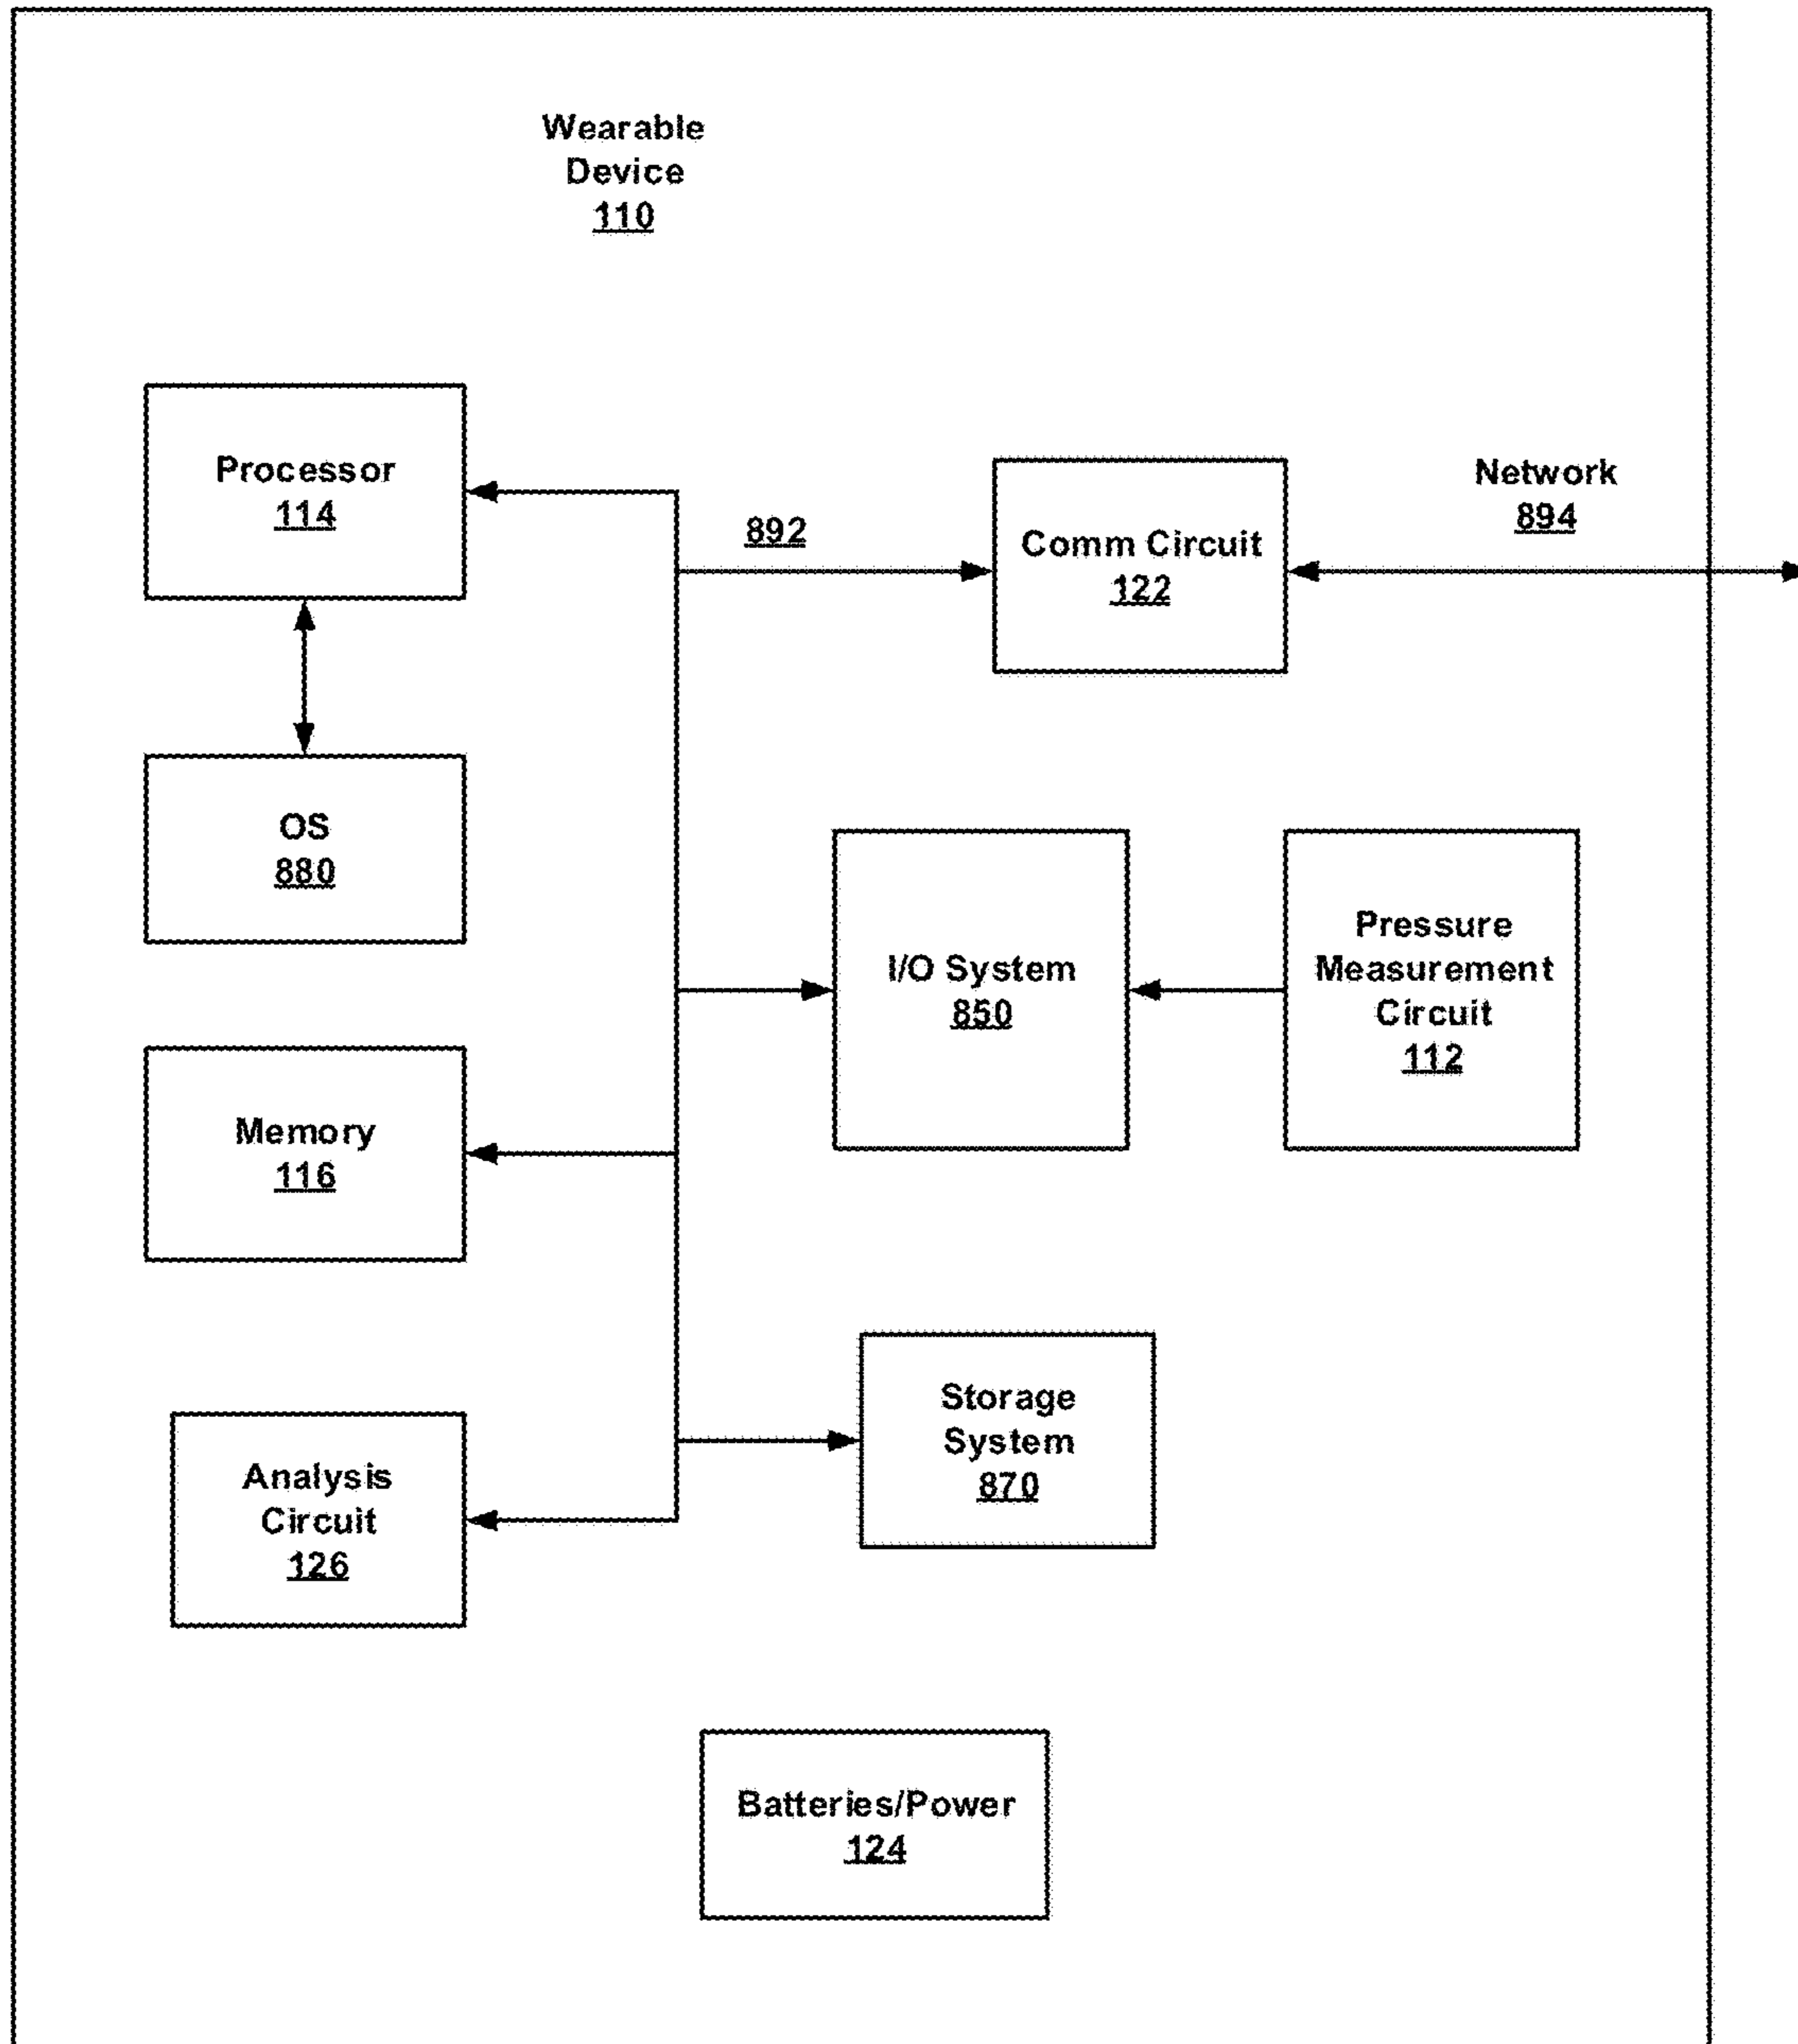 Wearable
Device
110
Processor
114
892
Comm Circuit
122
Network
894
OS
880
I/O System
850
Pressure
Measurement
Circuit
112
Memory
116
Storage
System
870
Analysis
Circuit
126
Batteries/Power
124